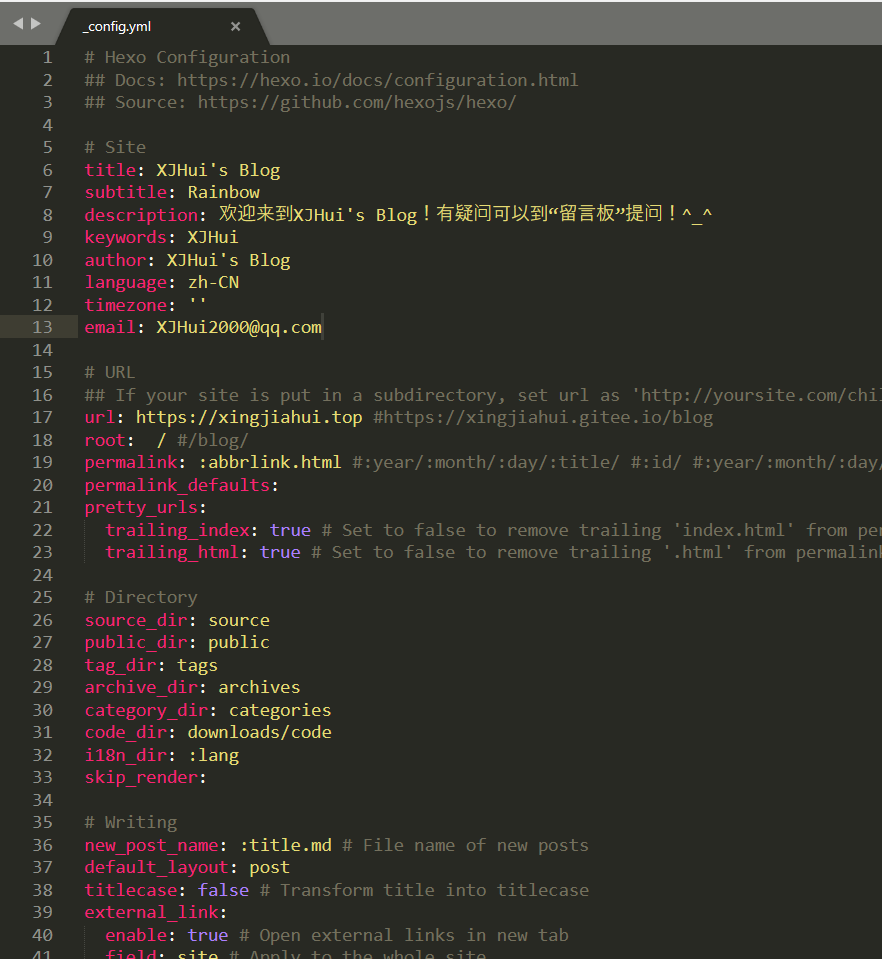 _config.yml ×
1 # Hexo Configuration
2 ## Docs: https://hexo.io/docs/configuration.html
3 ## Source: https://github.com/hexojs/hexo/
4
5 # Site
6 title: XJHui's Blog
7 subtitle: Rainbow
8 description: 欢迎来到XJHui's Blog！有疑问可以到“留言板”提问！^_^
9 keywords: XJHui
10 author: XJHui's Blog
11 language: zh-CN
12 timezone: ''
13 email: XJHui2000@qq.com
14
15 # URL
16 ## If your site is put in a subdirectory, set url as 'http://yoursite.com/chil
17 url: https://xingjiahui.top #https://xingjiahui.gitee.io/blog
18 root:  / #/blog/
19 permalink: :abbrlink.html #:year/:month/:day/:title/ #:id/ #:year/:month/:day/
20 permalink_defaults:
21 pretty_urls:
22   trailing_index: true # Set to false to remove trailing 'index.html' from per
23   trailing_html: true # Set to false to remove trailing '.html' from permalink
24
25 # Directory
26 source_dir: source
27 public_dir: public
28 tag_dir: tags
29 archive_dir: archives
30 category_dir: categories
31 code_dir: downloads/code
32 i18n_dir: :lang
33 skip_render:
34
35 # Writing
36 new_post_name: :title.md # File name of new posts
37 default_layout: post
38 titlecase: false # Transform title into titlecase
39 external_link:
40   enable: true # Open external links in new tab
41   field: site # Apply to the whole site